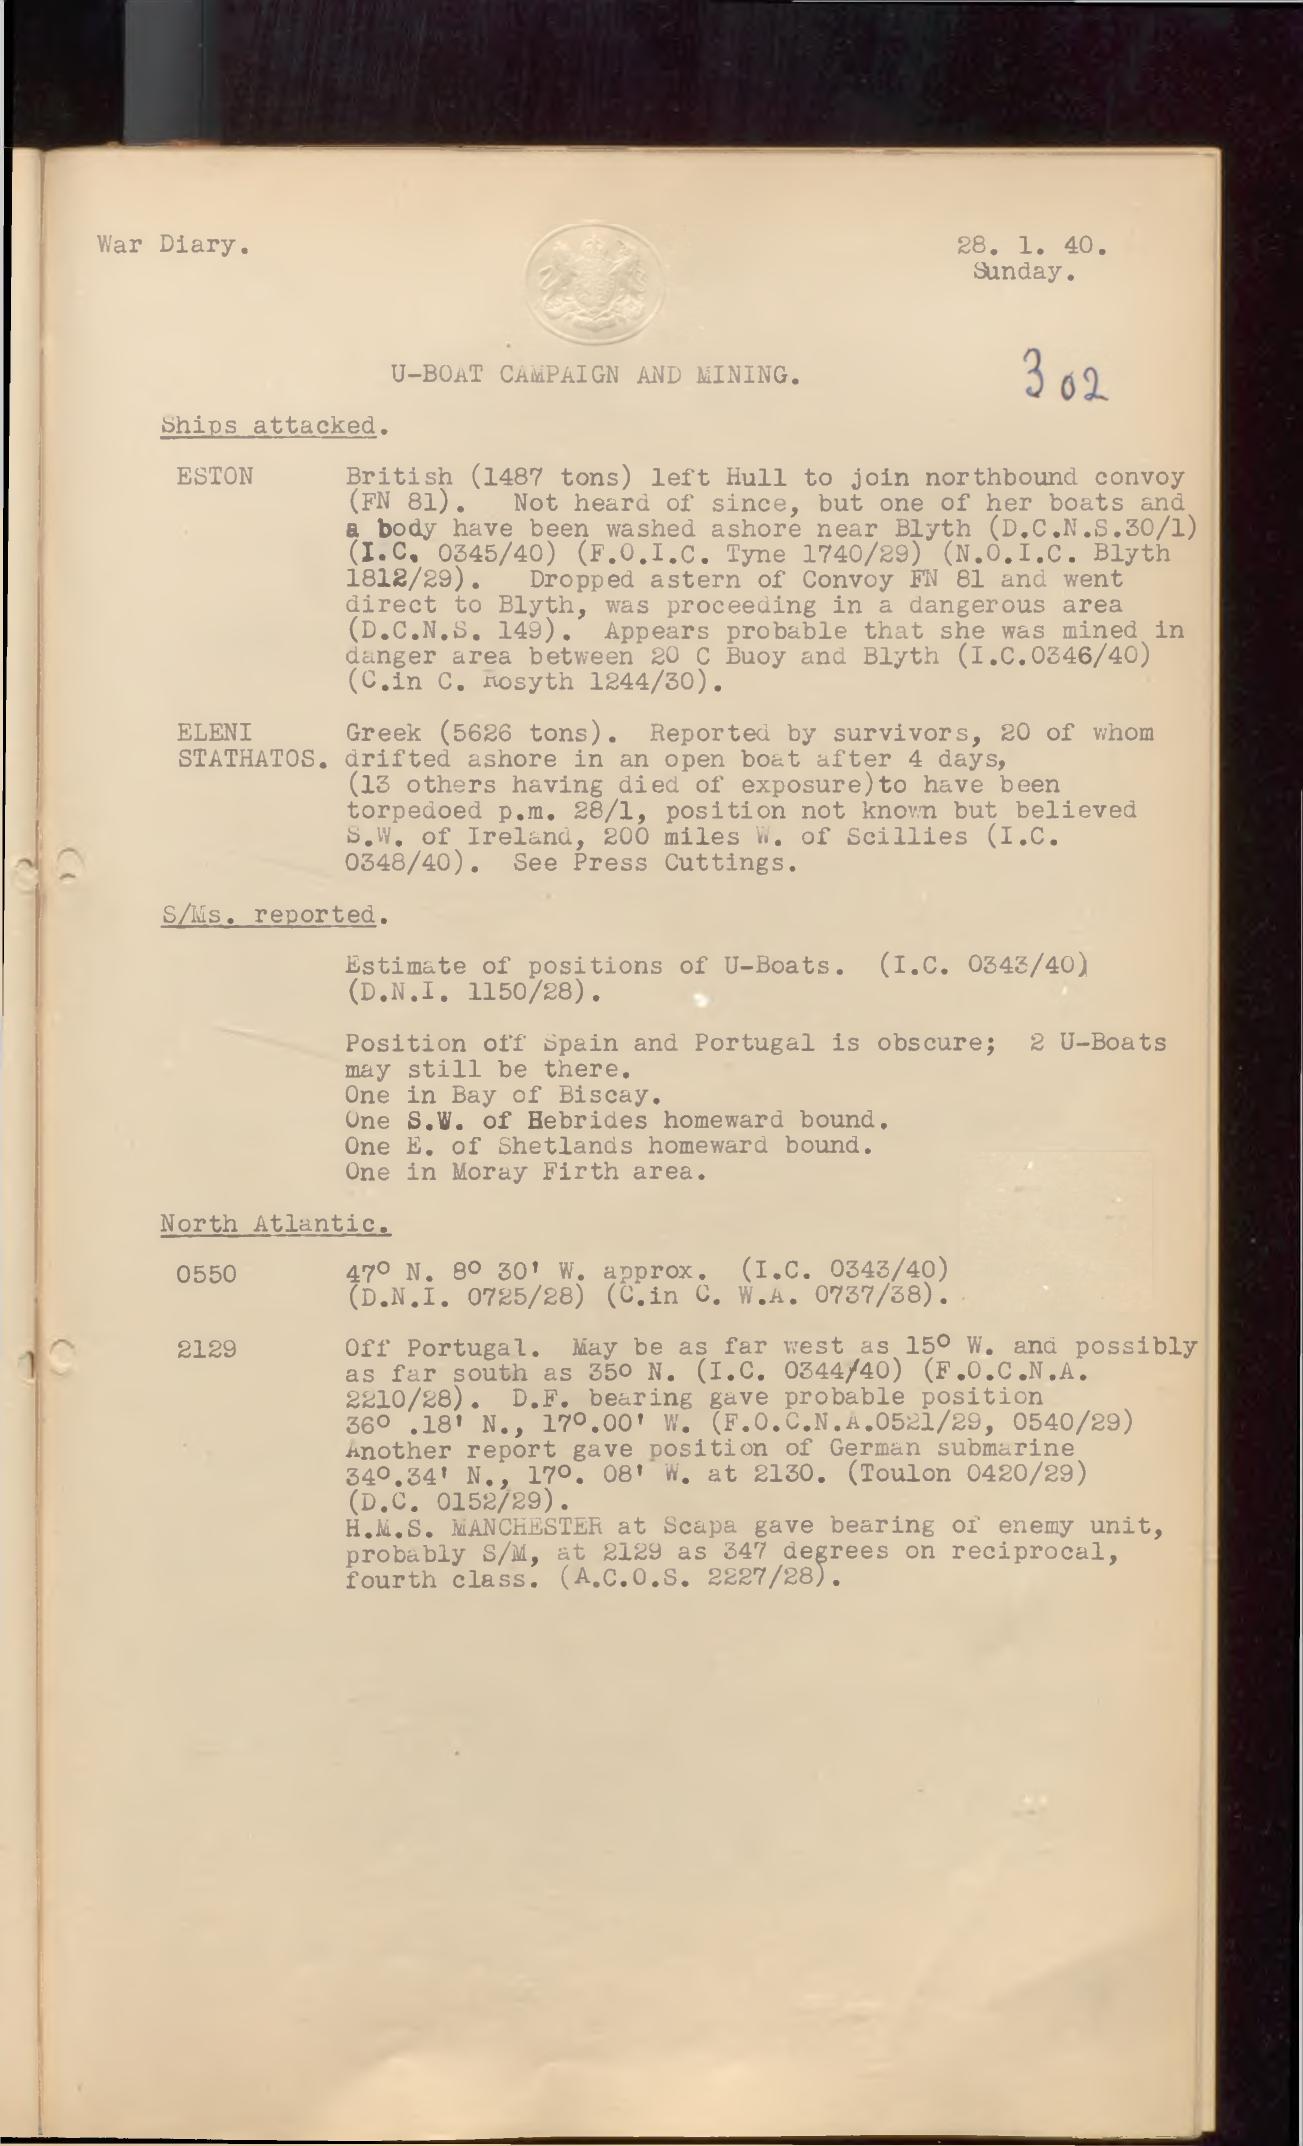 War Diary.
28. 1. 40.
Sunday.
U-BOAT CAMPAIGN AND MINING.
302
Ships attacked.
ESTON British (1487 tons) left Hull to join northbound convoy
(FN 81). Not heard of since, but one of her boats and
a body have been washed ashore near Blyth (D.C.N.S.30/1)
(I.C. 0345/40) (F.O.I.C. Tyne 1740/29) (N.O.I.C. Blyth
1812/29). Dropped astern of Convoy FN 81 and went
direct to Blyth, was proceeding in a dangerous area
(D.C.N.S. 149). Appears probable that she was mined in
danger area between 20 C Buoy and Blyth (I.C.0346/40)
(C.in C. Rosyth 1244/30).
ELENI Greek (5626 tons). Reported by survivors, 20 of whom
STATHATOS. drifted ashore in an open boat after 4 days,
(13 others having died of exposure)to have been
torpedoed p.m. 28/1, position not known but believed
S.W. of Ireland, 200 miles W. of Scillies (I.C.
0348/40). See Press Cuttings.
S/Ms. reported.
Estimate of positions of U-Boats. (I.C. 0343/40)
(D.N.I. 1150/28).
Position off Spain and Portugal is obscure; 2 U-Boats
may still be there.
One in Bay of Biscay.
One S.W. of Hebrides homeward bound.
One E. of Shetlands homeward bound.
One in Moray Firth area.
North Atlantic.
0550 47° N. 8° 30' W. approx. (I.C. 0343/40)
(D.N.I. 0725/28) (C.in C. W.A. 0737/38).
2129 Off Portugal. May be as far west as 15° W. and possibly
as far south as 35° N. (I.C. 0344/40) (F.O.C.N.A.
2210/28). D.F. bearing gave probable position
36° .18' N., 17°.00' W. (F.O.C.N.A.0521/29, 0540/29)
Another report gave position of German submarine
34°.34' N., 17°. 08' W. at 2130. (Toulon 0420/29)
(D.C. 0152/29).
H.M.S. MANCHESTER at Scapa gave bearing of enemy unit,
probably S/M, at 2129 as 347 degrees on reciprocal,
fourth class. (A.C.O.S. 2227/28).